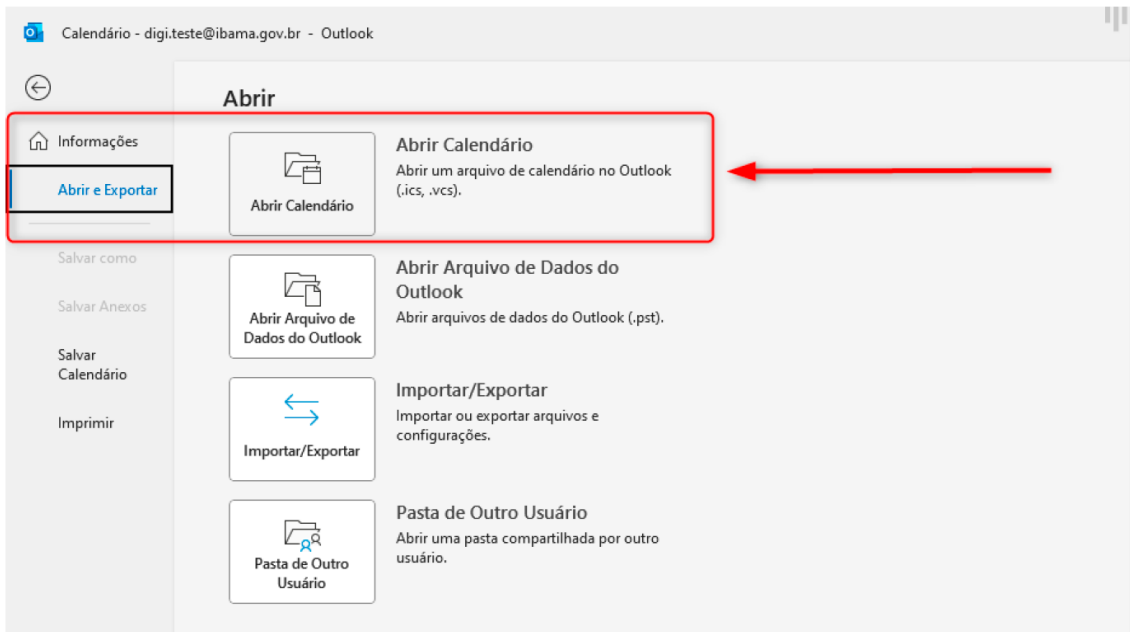 Calendário - digi.teste@ibama.gov.br - Outlook
Abrir
Informações
Abrir e Exportar
Salvar como
Salvar Anexos
Salvar
Calendário
Imprimir
Abrir Calendário
Abrir Calendário
Abrir um arquivo de calendário no Outlook
(.ics, .vcs).
Abrir Arquivo de
Dados do Outlook
Abrir Arquivo de Dados do
Outlook
Abrir arquivos de dados do Outlook (.pst).
Importar/Exportar
Importar/Exportar
Importar ou exportar arquivos e
configurações.
Pasta de Outro
Usuário
Pasta de Outro Usuário
Abrir uma pasta compartilhada por outro
usuário.